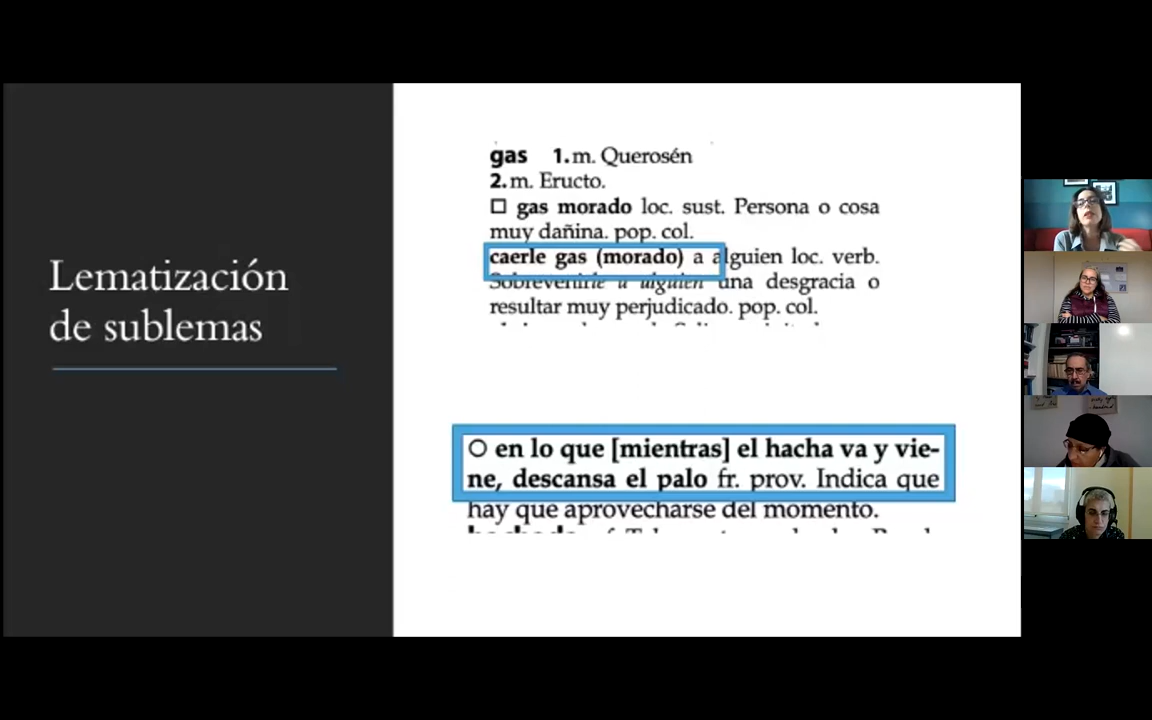 Lematización
de sublemas
gas 1. m. Querosén
2. m. Eructo.
□ gas morado loc. sust. Persona o cosa
muy dañina. pop. col.
caerle gas (morado) a alguien loc. verb.
Sobrevenirle a alguien una desgracia o
resultar muy perjudicado. pop. col.
○ en lo que [mientras] el hacha va y vie-
ne, descansa el palo fr. prov. Indica que
hay que aprovecharse del momento.